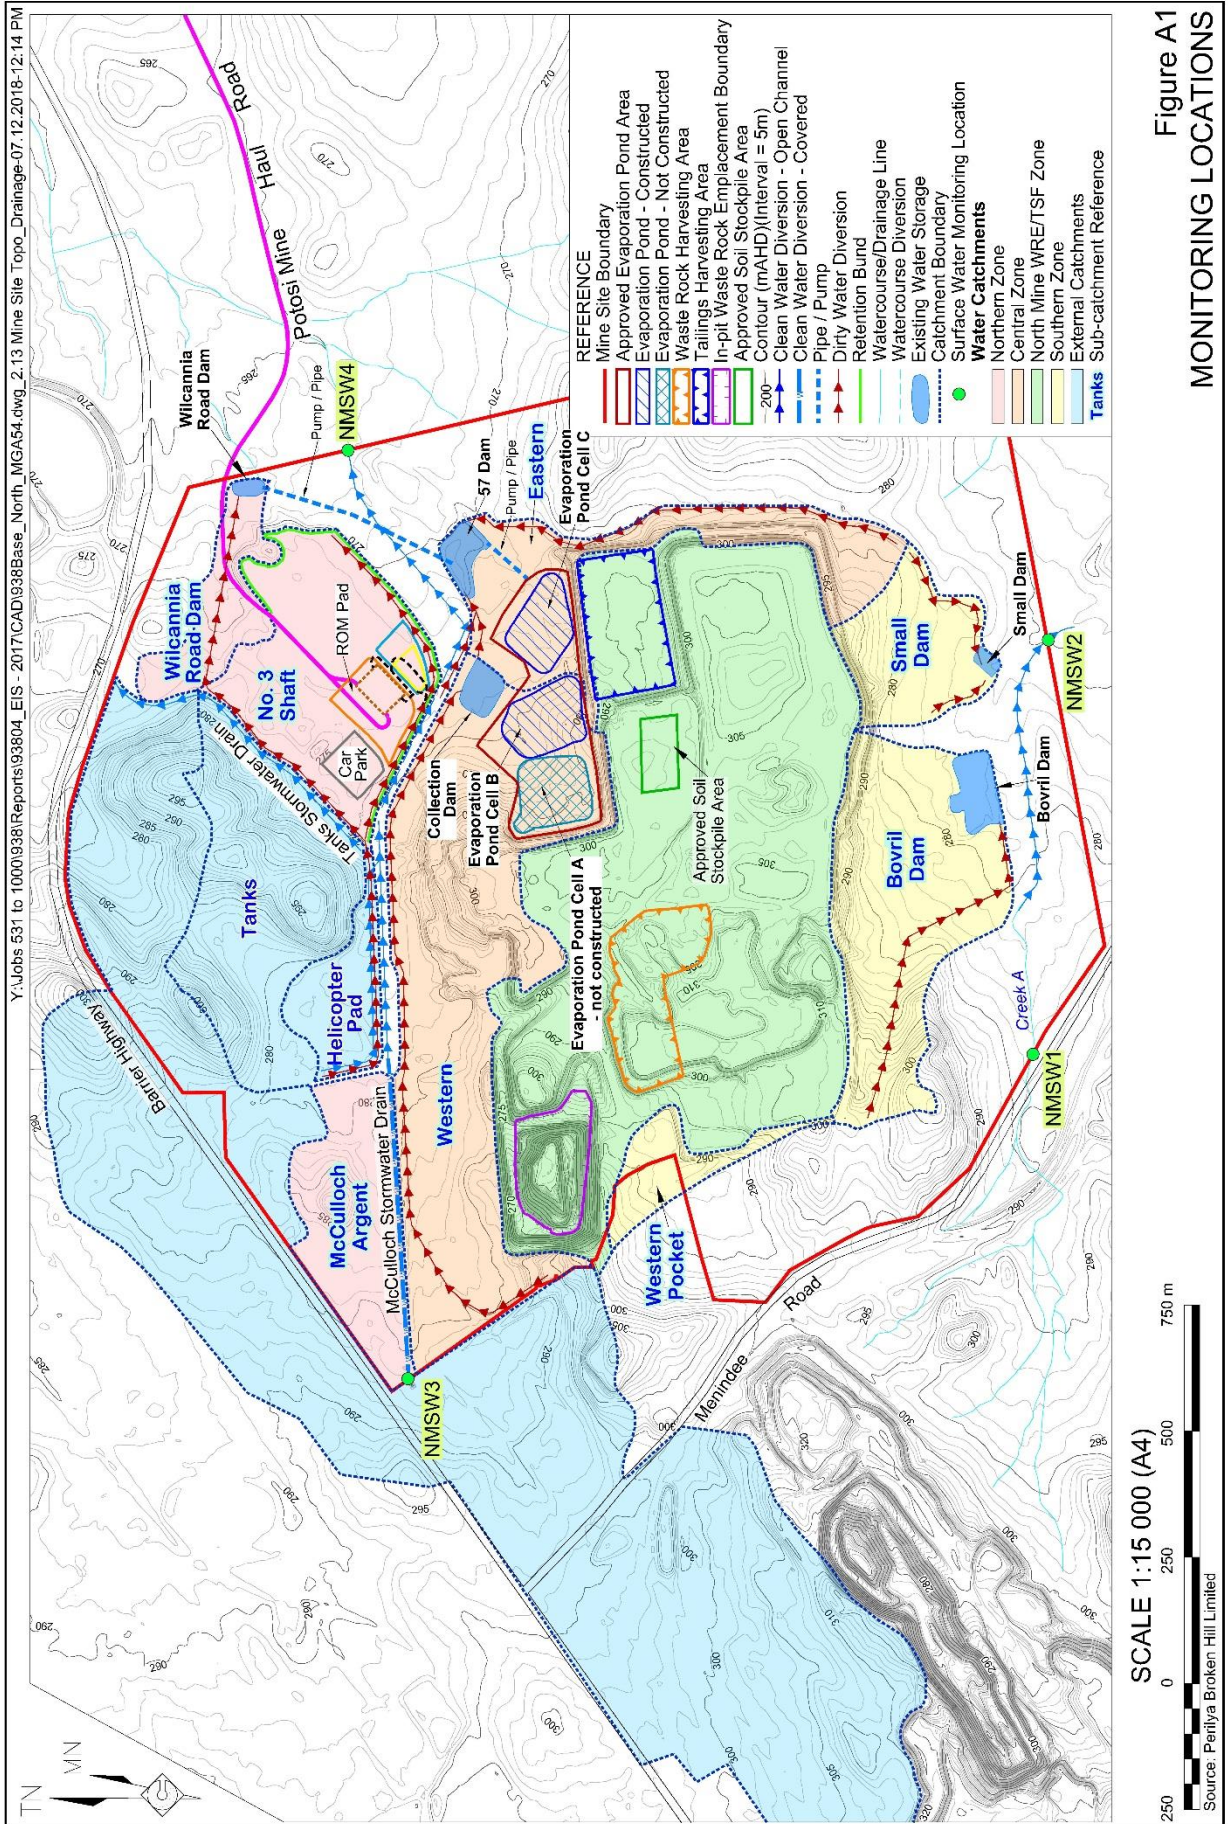 Y:\Jobs 531 to 1000\938\Reports\93804_EIS - 2017\CAD\938Base_North_MGA54.dwg_2.13 Mine Site Topo_Drainage-07.12.2018-12:14 PM
TN
MN
Barrier Highway
Potosi Mine Haul Road
Wilcannia
Road Dam
Pump / Pipe
NMSW4
Wilcannia
Road Dam
No. 3
Shaft
ROM Pad
Car
Park
Tanks Stormwater Drain
Tanks
Helicopter
Pad
McCulloch
Argent
McCulloch Stormwater Drain
NMSW3
Western
Collection
Dam
57 Dam
Pump / Pipe
Eastern
Evaporation
Pond Cell C
Evaporation
Pond Cell B
Evaporation Pond Cell A
- not constructed
Approved Soil
Stockpile Area
Western
Pocket
Menindee
Road
Small
Dam
Small Dam
Bovril
Dam
Bovril Dam
Creek A
NMSW1
NMSW2
REFERENCE
Mine Site Boundary
Approved Evaporation Pond Area
Evaporation Pond - Constructed
Evaporation Pond - Not Constructed
Waste Rock Harvesting Area
Tailings Harvesting Area
In-pit Waste Rock Emplacement Boundary
Approved Soil Stockpile Area
200 Contour (mAHD)(Interval = 5m)
Clean Water Diversion - Open Channel
Clean Water Diversion - Covered
Pipe / Pump
Dirty Water Diversion
Retention Bund
Watercourse/Drainage Line
Watercourse Diversion
Existing Water Storage
Catchment Boundary
Surface Water Monitoring Location
Water Catchments
Northern Zone
Central Zone
North Mine WRE/TSF Zone
Southern Zone
External Catchments
Tanks Sub-catchment Reference
SCALE 1:15 000 (A4)
250 0 250 500 750 m
Source: Perilya Broken Hill Limited
Figure A1
MONITORING LOCATIONS